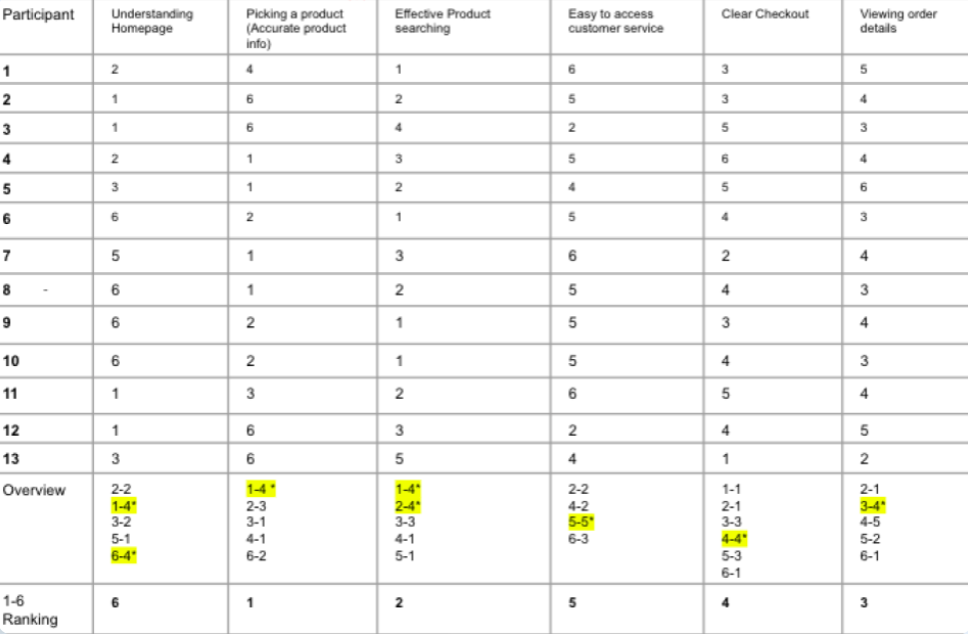 Participant Understanding Homepage Picking a product (Accurate product info) Effective Product searching Easy to access customer service Clear Checkout Viewing order details
1 2 4 1 6 3 5
2 1 6 2 5 3 4
3 1 6 4 2 5 3
4 2 1 3 5 6 4
5 3 1 2 4 5 6
6 6 2 1 5 4 3
7 5 1 3 6 2 4
8 - 6 1 2 5 4 3
9 6 2 1 5 3 4
10 6 2 1 5 4 3
11 1 3 2 6 5 4
12 1 6 3 2 4 5
13 3 6 5 4 1 2
Overview 2-2 1-4 * 1-4* 2-2 1-1 2-1
1-4* 2-3 2-4* 4-2 2-1 3-4*
3-2 3-1 3-3 5-5* 3-3 4-5
5-1 4-1 4-1 6-3 4-4* 5-2
6-4* 6-2 5-1 5-3 6-1
6-1
1-6 Ranking 6 1 2 5 4 3